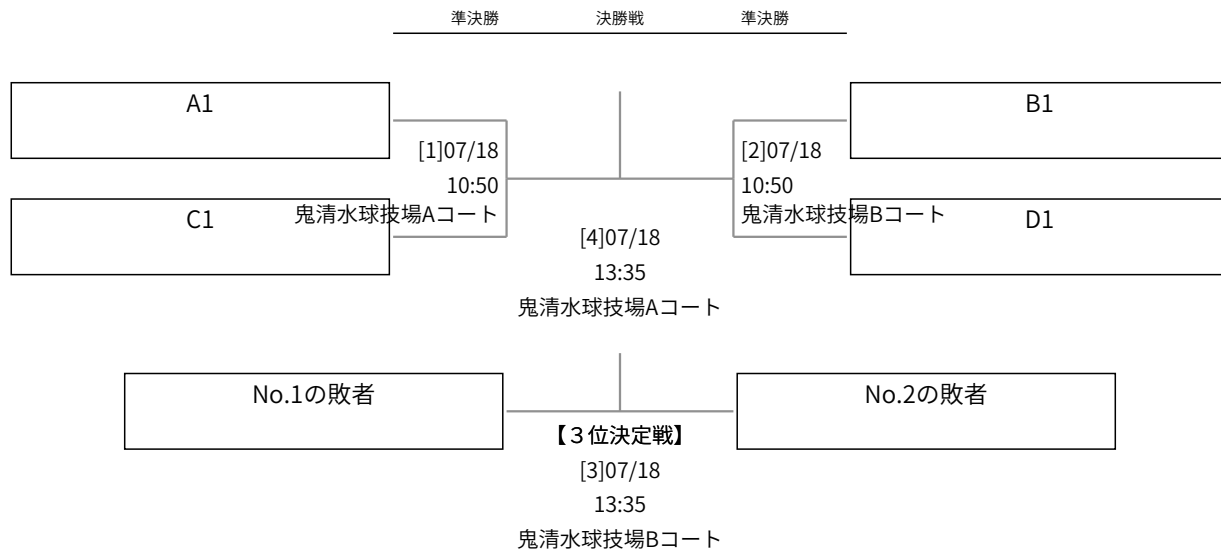 準決勝 決勝戦 準決勝
A1
B1
[1]07/18
10:50
鬼清水球技場Aコート
[2]07/18
10:50
鬼清水球技場Bコート
C1
D1
[4]07/18
13:35
鬼清水球技場Aコート
No.1の敗者
No.2の敗者
【３位決定戦】
[3]07/18
13:35
鬼清水球技場Bコート